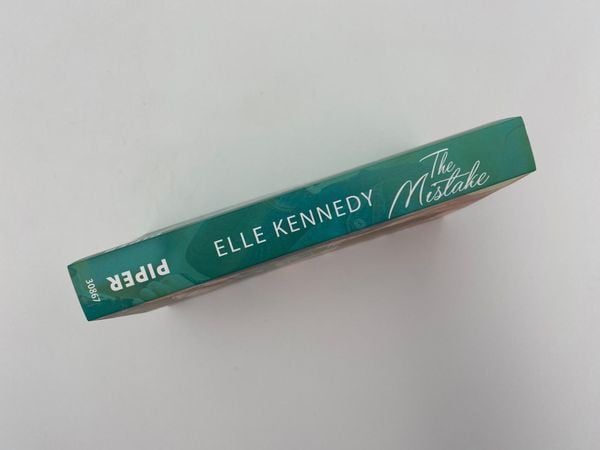 The
Mistake
ELLE KENNEDY
PIPER
30867